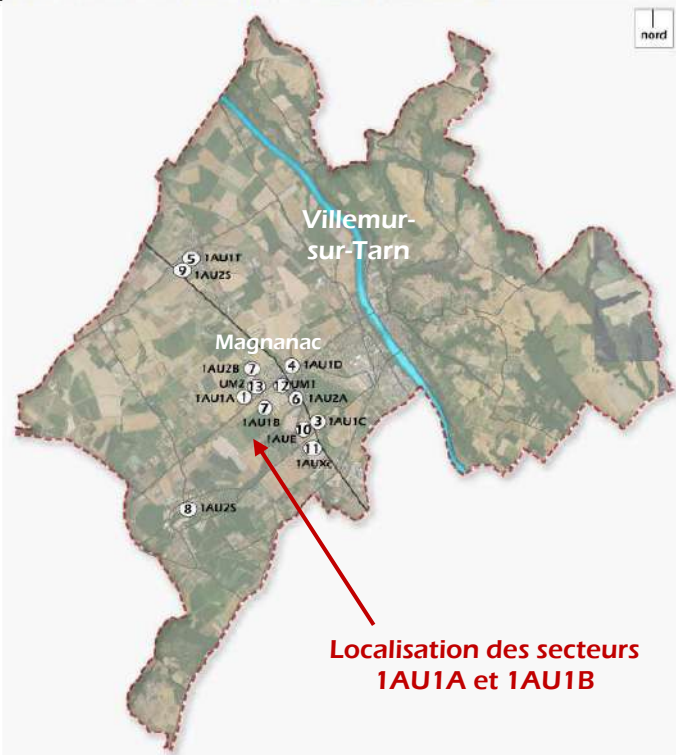 nord
Villemur-
sur-Tarn
5 1AU1F
9 1AU2S
Magnanac
1AU2B 7
4 1AU1D
UM2 13
12 UM1
1AU1A 1
6 1AU2A
7
1AU1B
3 1AU1C
10
1AUE
11
1AUXc
8 1AU2S
Localisation des secteurs
1AU1A et 1AU1B